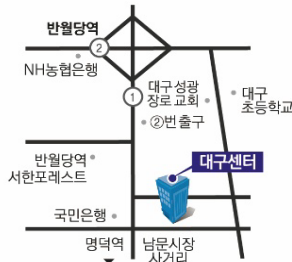 반월당역
②
NH농협은행
①
대구성광
장로교회
대구
초등학교
②번출구
반월당역
서한포레스트
대구센터
국민은행
명덕역
남문시장
사거리